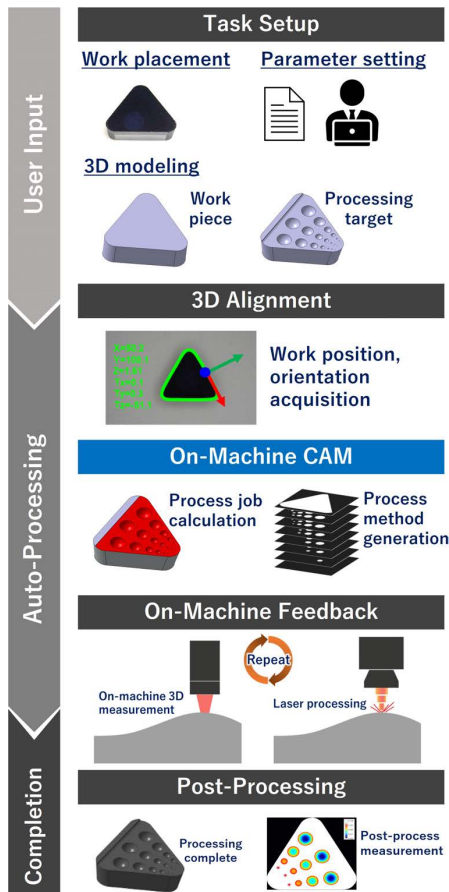 Task Setup
Work placement
Parameter setting
3D modeling
Work
piece
Processing
target
User Input
3D Alignment
Work position,
orientation
acquisition
On-Machine CAM
Process job
calculation
Process
method
generation
Auto-Processing
On-Machine Feedback
Repeat
On-machine 3D
measurement
Laser processing
Post-Processing
Processing
complete
Post-process
measurement
Completion